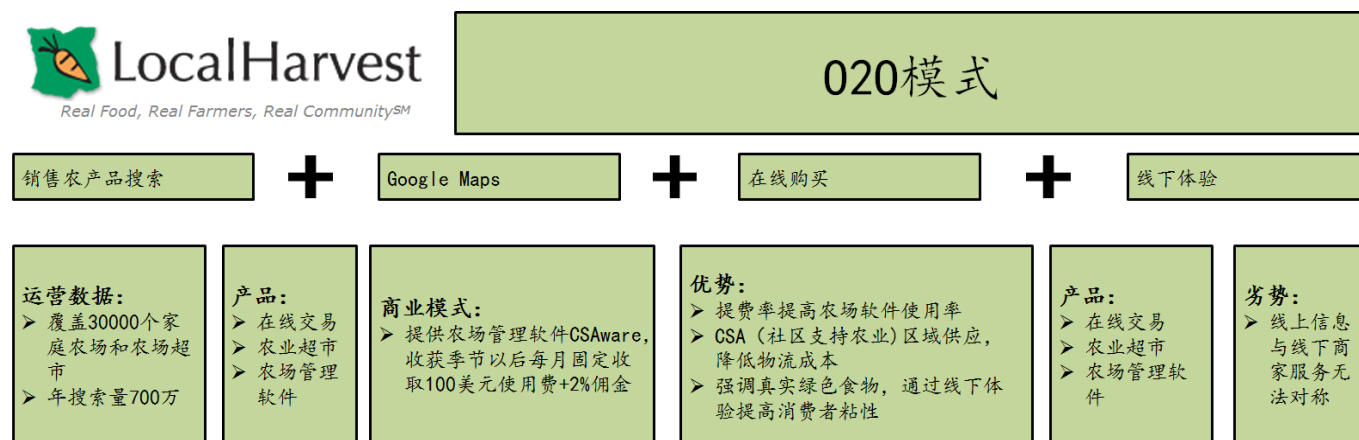 LocalHarvest
Real Food, Real Farmers, Real Community℠
O2O模式
销售农产品搜索
Google Maps
在线购买
线下体验
运营数据：
➢ 覆盖30000个家
庭农场和农场超
市
➢ 年搜索量700万
产品：
➢ 在线交易
➢ 农业超市
➢ 农场管理
软件
商业模式：
➢ 提供农场管理软件CSAware，
收获季节以后每月固定收
取100美元使用费+2%佣金
优势：
➢ 提费率提高农场软件使用率
➢ CSA（社区支持农业）区域供应，
降低物流成本
➢ 强调真实绿色食物，通过线下体
验提高消费者粘性
产品：
➢ 在线交易
➢ 农业超市
➢ 农场管理软
件
劣势：
➢ 线上信息
与线下商
家服务无
法对称